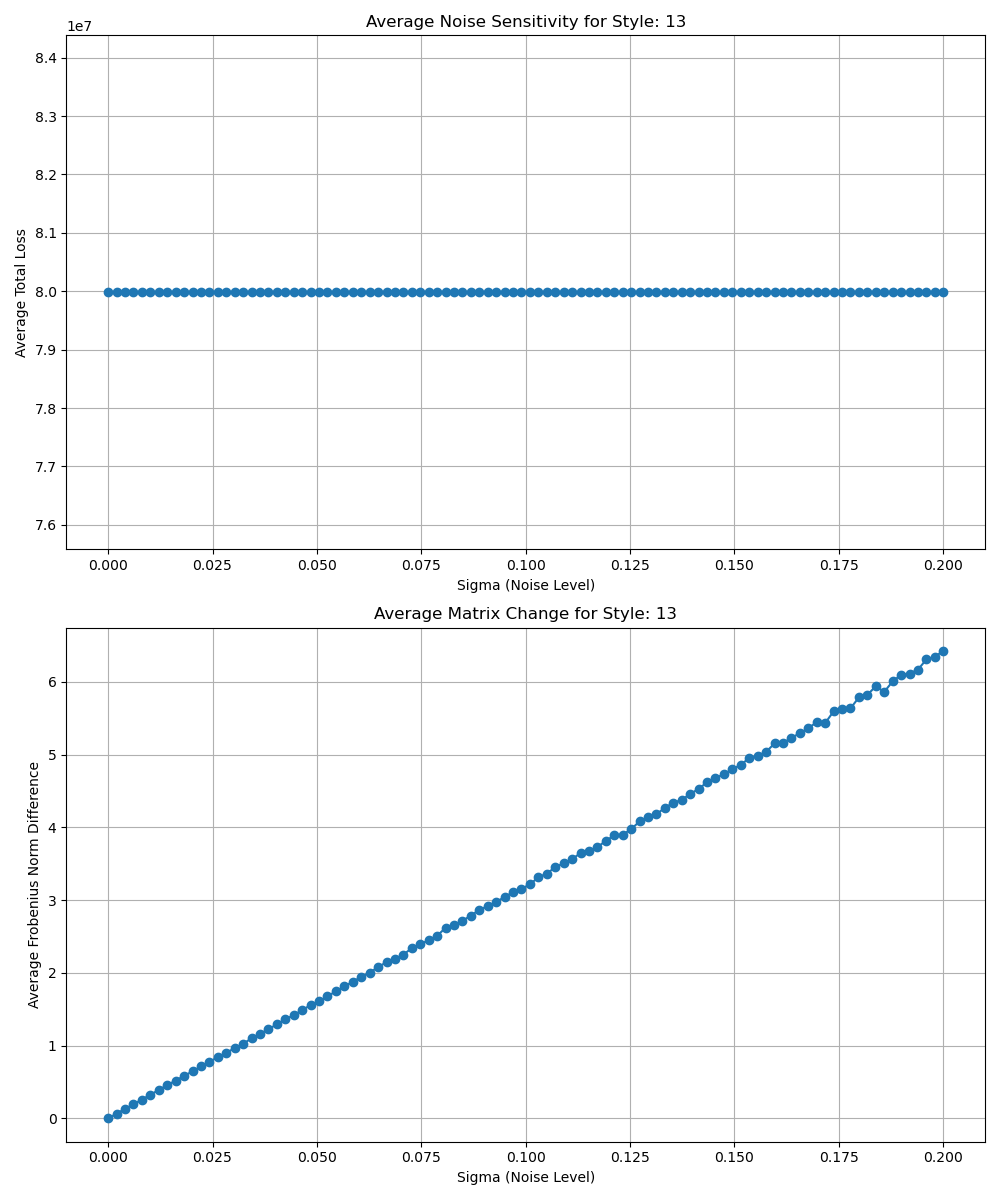 Average Noise Sensitivity for Style: 13
1e7
8.4
8.3
8.2
8.1
8.0
7.9
7.8
7.7
7.6
Average Total Loss
0.000 0.025 0.050 0.075 0.100 0.125 0.150 0.175 0.200
Sigma (Noise Level)
Average Matrix Change for Style: 13
6
5
4
3
2
1
0
Average Frobenius Norm Difference
0.000 0.025 0.050 0.075 0.100 0.125 0.150 0.175 0.200
Sigma (Noise Level)